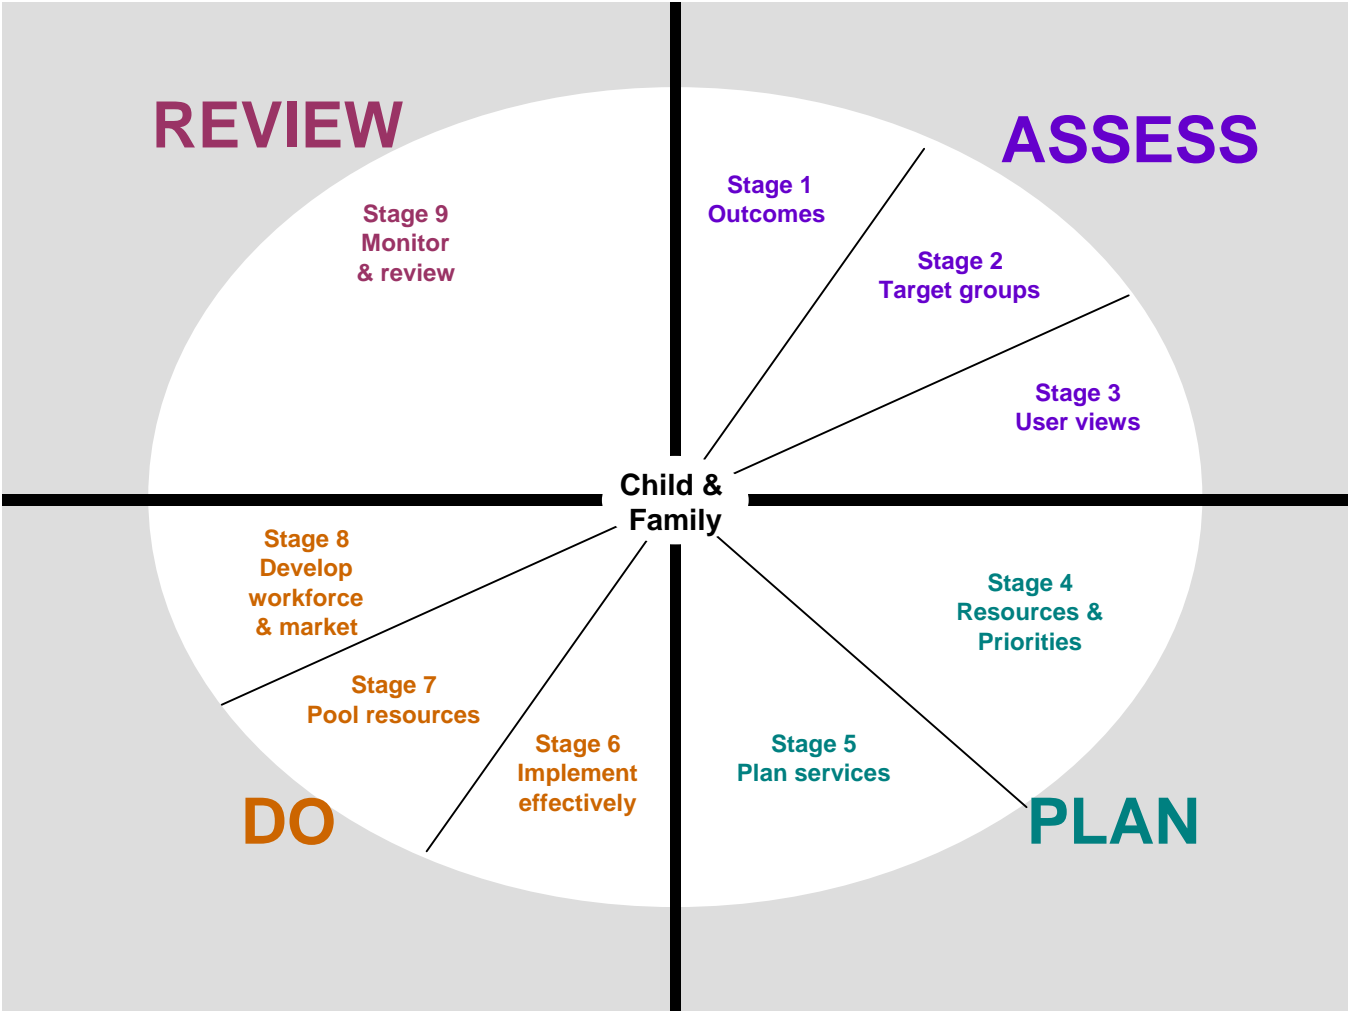 REVIEW
ASSESS
Stage 1
Outcomes
Stage 2
Target groups
Stage 3
User views
Stage 9
Monitor
& review
Child &
Family
Stage 4
Resources &
Priorities
Stage 5
Plan services
PLAN
Stage 6
Implement
effectively
Stage 7
Pool resources
Stage 8
Develop
workforce
& market
DO